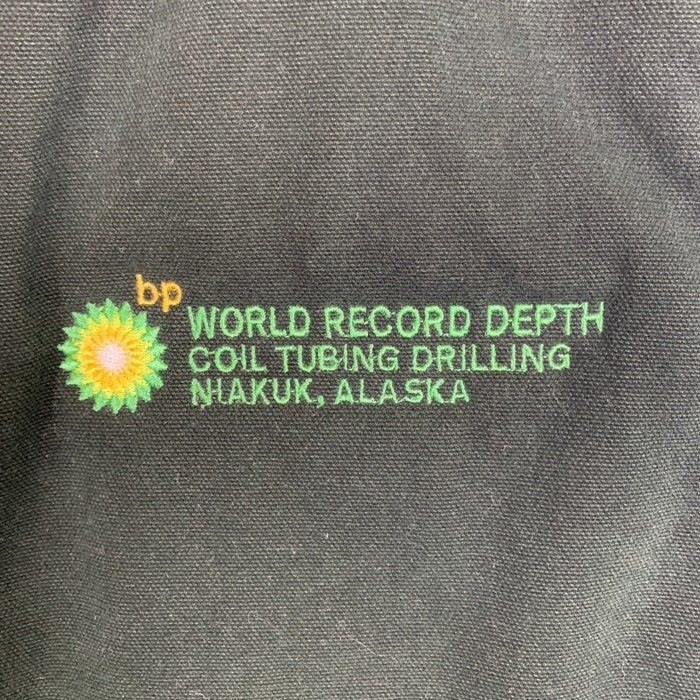 bp
WORLD RECORD DEPTH
COIL TUBING DRILLING
NIAKUK, ALASKA